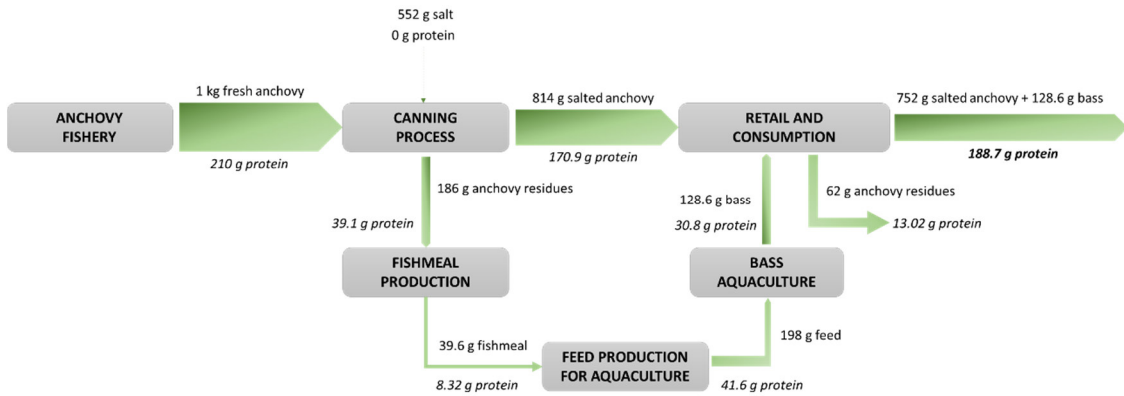 552 g salt
0 g protein
1 kg fresh anchovy
814 g salted anchovy
752 g salted anchovy + 128.6 g bass
ANCHOVY
FISHERY
CANNING
PROCESS
RETAIL AND
CONSUMPTION
210 g protein
170.9 g protein
188.7 g protein
186 g anchovy residues
62 g anchovy residues
128.6 g bass
39.1 g protein
30.8 g protein
13.02 g protein
FISHMEAL
PRODUCTION
BASS
AQUACULTURE
39.6 g fishmeal
198 g feed
FEED PRODUCTION
FOR AQUACULTURE
8.32 g protein
41.6 g protein